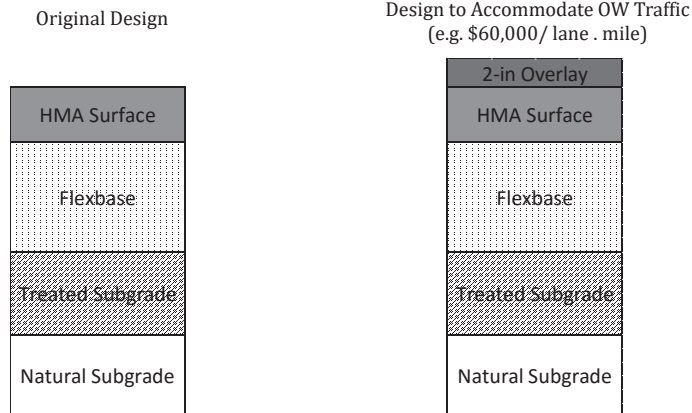 Original Design
HMA Surface
Flexbase
Treated Subgrade
Natural Subgrade
Design to Accommodate OW Traffic
(e.g. $60,000/ lane . mile)
2-in Overlay
HMA Surface
Flexbase
Treated Subgrade
Natural Subgrade